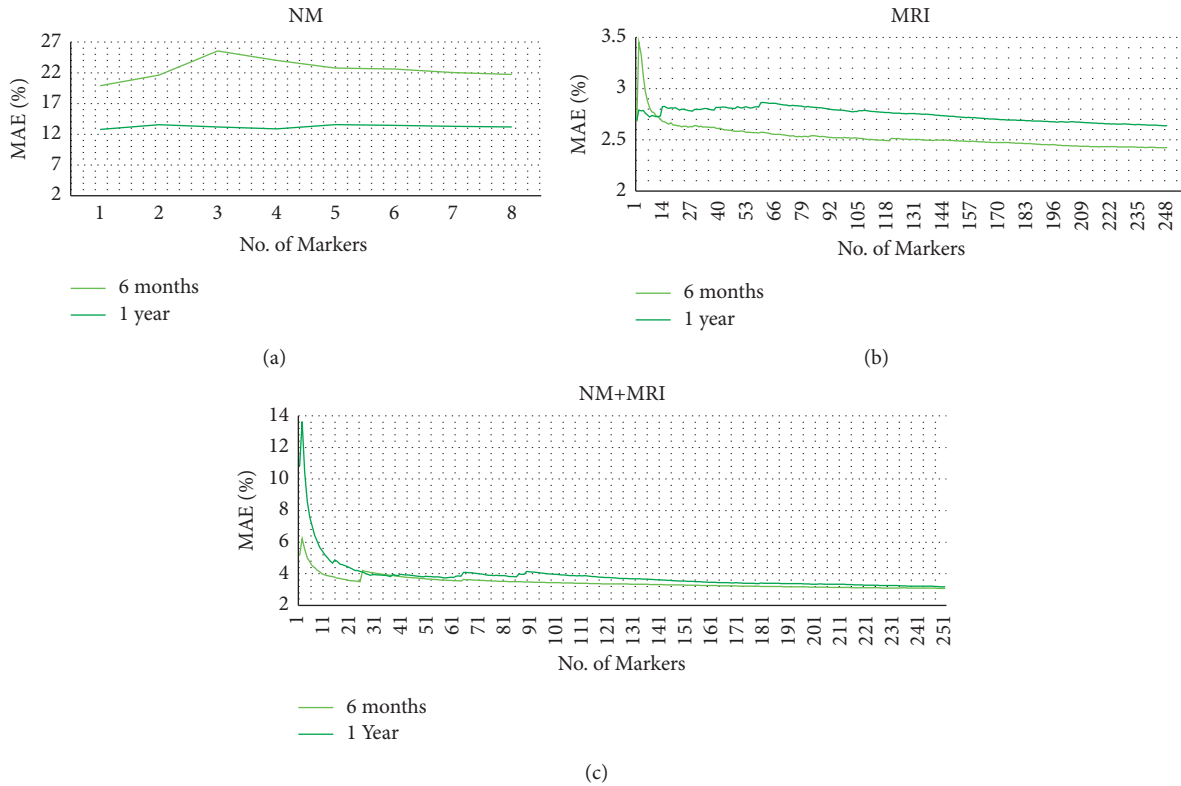 NM
MAE (%)
27
22
17
12
7
2
1 2 3 4 5 6 7 8
No. of Markers
6 months
1 year
(a)
MRI
MAE (%)
3.5
3
2.5
2
1 14 27 40 53 66 79 92 105 118 131 144 157 170 183 196 209 222 235 248
No. of Markers
6 months
1 year
(b)
NM+MRI
MAE (%)
14
12
10
8
6
4
2
1 11 21 31 41 51 61 71 81 91 101 111 121 131 141 151 161 171 181 191 201 211 221 231 241 251
No. of Markers
6 months
1 Year
(c)